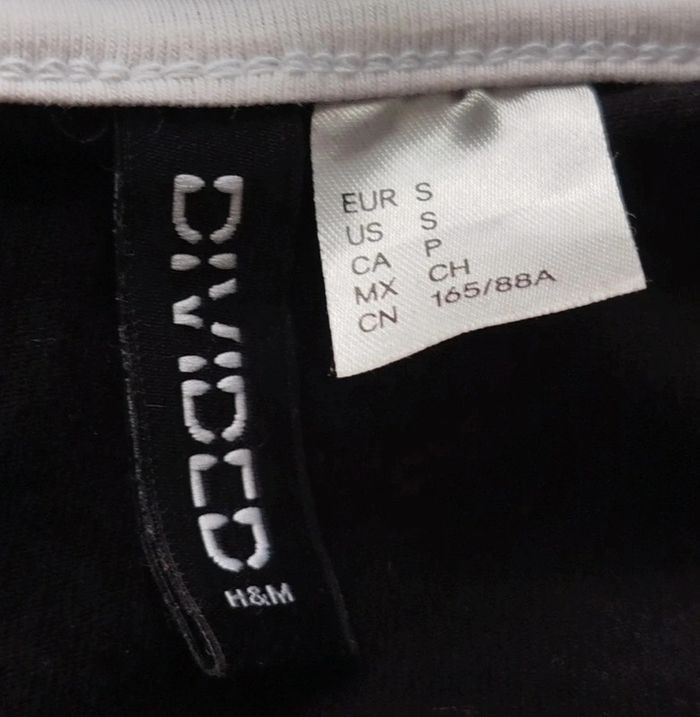 DIVIDED
H&M
EUR S
US S
CA P
MX CH
CN 165/88A